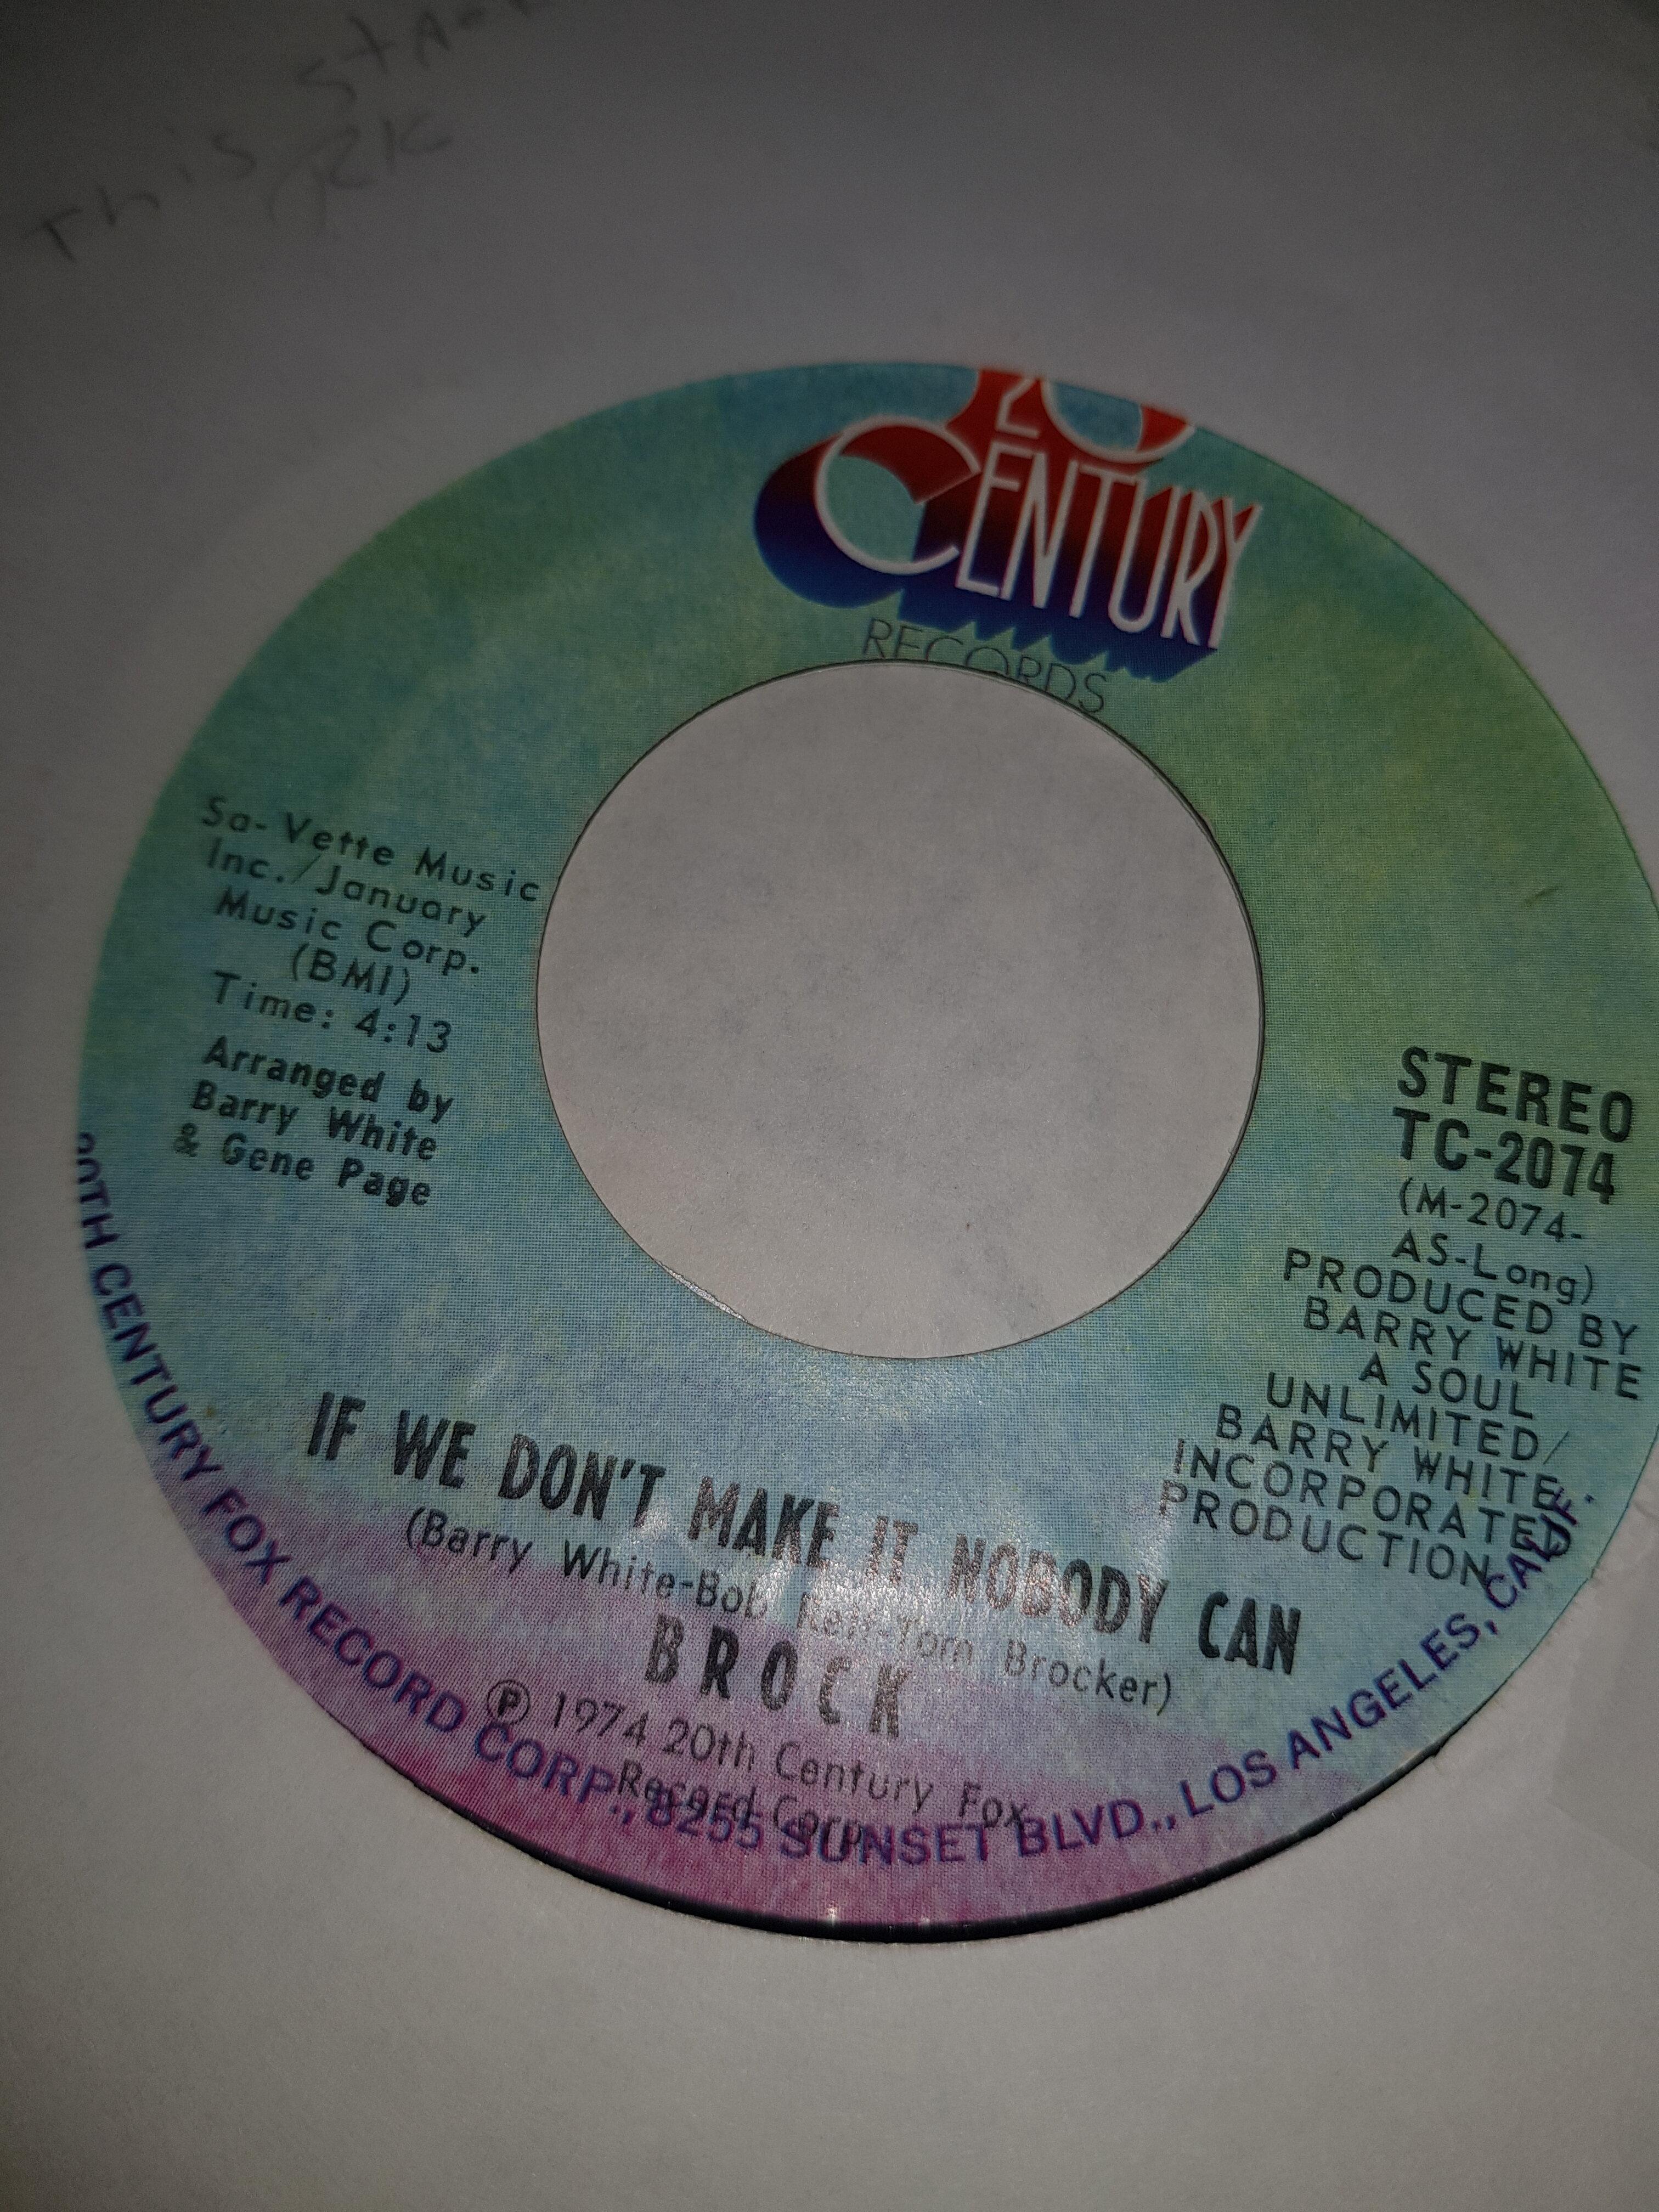 This
20
CENTURY
RECORDS
Sa-Vette Music
Inc./January
Music Corp.
(BMI)
Time: 4:13
Arranged by
Barry White
& Gene Page
STEREO
TC-2074
(M-2074-
AS-Long)
PRODUCED BY
BARRY WHITE
A SOUL
UNLIMITED/
BARRY WHITE,
INCORPORATED
PRODUCTION
IF WE DON'T MAKE IT NOBODY CAN
(Barry White-Bob Relf-Tom Brocker)
BROCK
Ⓟ 1974 20th Century Fox
Record Corp.
20TH CENTURY FOX RECORD CORP., 8255 SUNSET BLVD., LOS ANGELES, CALIF.